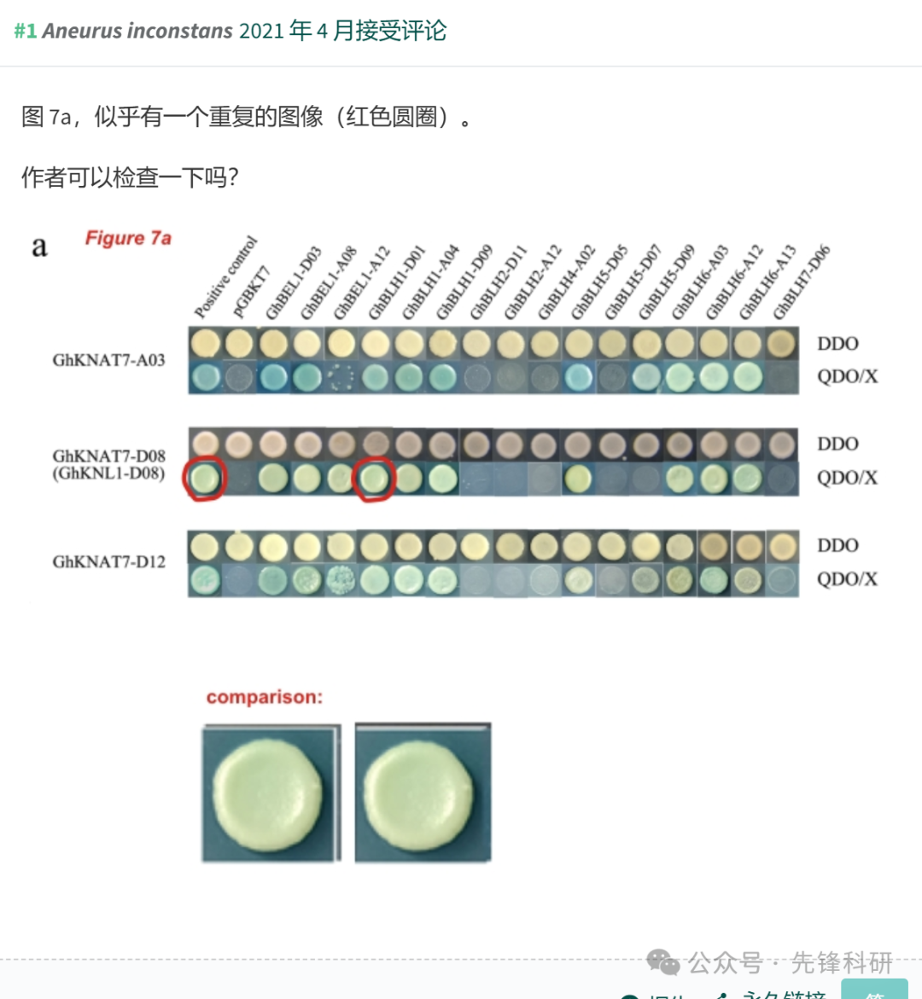 #1 Aneurus inconstans 2021 年 4 月接受评论
图 7a，似乎有一个重复的图像（红色圆圈）。
作者可以检查一下吗？
a
Figure 7a
Positive control
pGBKT7
GhBEL1-D03
GhBEL1-A08
GhBEL1-A12
GhBLH1-D01
GhBLH1-A04
GhBLH1-D09
GhBLH2-D11
GhBLH2-A12
GhBLH4-A02
GhBLH5-D05
GhBLH5-D07
GhBLH5-D09
GhBLH6-A03
GhBLH6-A12
GhBLH6-A13
GhBLH7-D06
GhKNAT7-A03
DDO
QDO/X
GhKNAT7-D08
(GhKNL1-D08)
DDO
QDO/X
GhKNAT7-D12
DDO
QDO/X
comparison:
公众号 · 先锋科研
永久链接